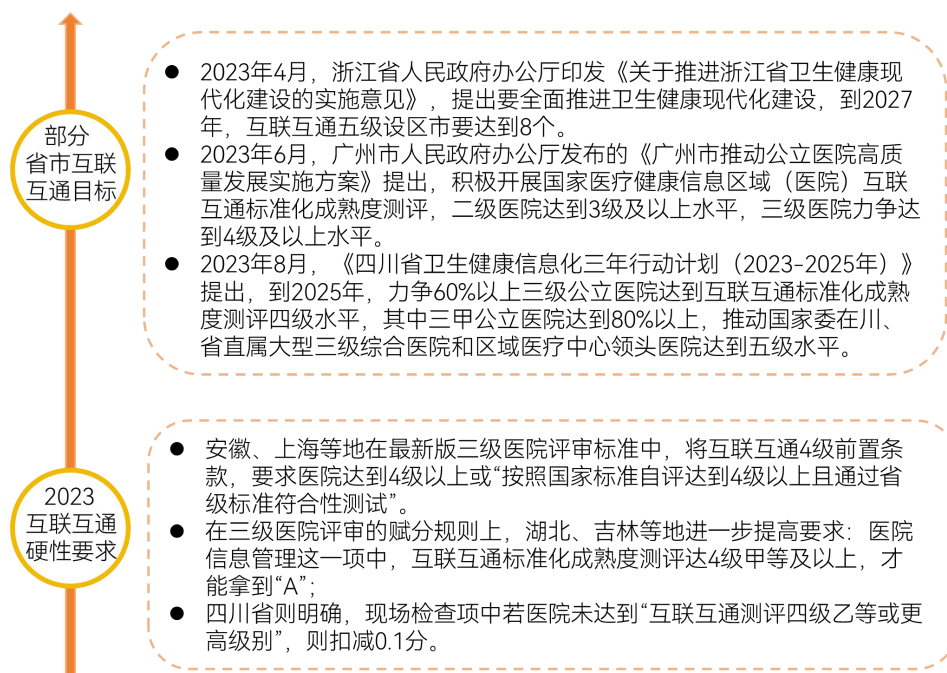 部分
省市互联
互通目标
● 2023年4月，浙江省人民政府办公厅印发《关于推进浙江省卫生健康现
代化建设的实施意见》，提出要全面推进卫生健康现代化建设，到2027
年，互联互通五级设区市要达到8个。
● 2023年6月，广州市人民政府办公厅发布的《广州市推动公立医院高质
量发展实施方案》提出，积极开展国家医疗健康信息区域（医院）互联
互通标准化成熟度测评，二级医院达到3级及以上水平，三级医院力争达
到4级及以上水平。
● 2023年8月，《四川省卫生健康信息化三年行动计划（2023-2025年）》
提出，到2025年，力争60%以上三级公立医院达到互联互通标准化成熟
度测评四级水平，其中三甲公立医院达到80%以上，推动国家委在川、
省直属大型三级综合医院和区域医疗中心领头医院达到五级水平。
2023
互联互通
硬性要求
● 安徽、上海等地在最新版三级医院评审标准中，将互联互通4级前置条
款，要求医院达到4级以上或“按照国家标准自评达到4级以上且通过省
级标准符合性测试”。
● 在三级医院评审的赋分规则上，湖北、吉林等地进一步提高要求：医院
信息管理这一项中，互联互通标准化成熟度测评达4级甲等及以上，才
能拿到“A”；
● 四川省则明确，现场检查项中若医院未达到“互联互通测评四级乙等或更
高级别”，则扣减0.1分。